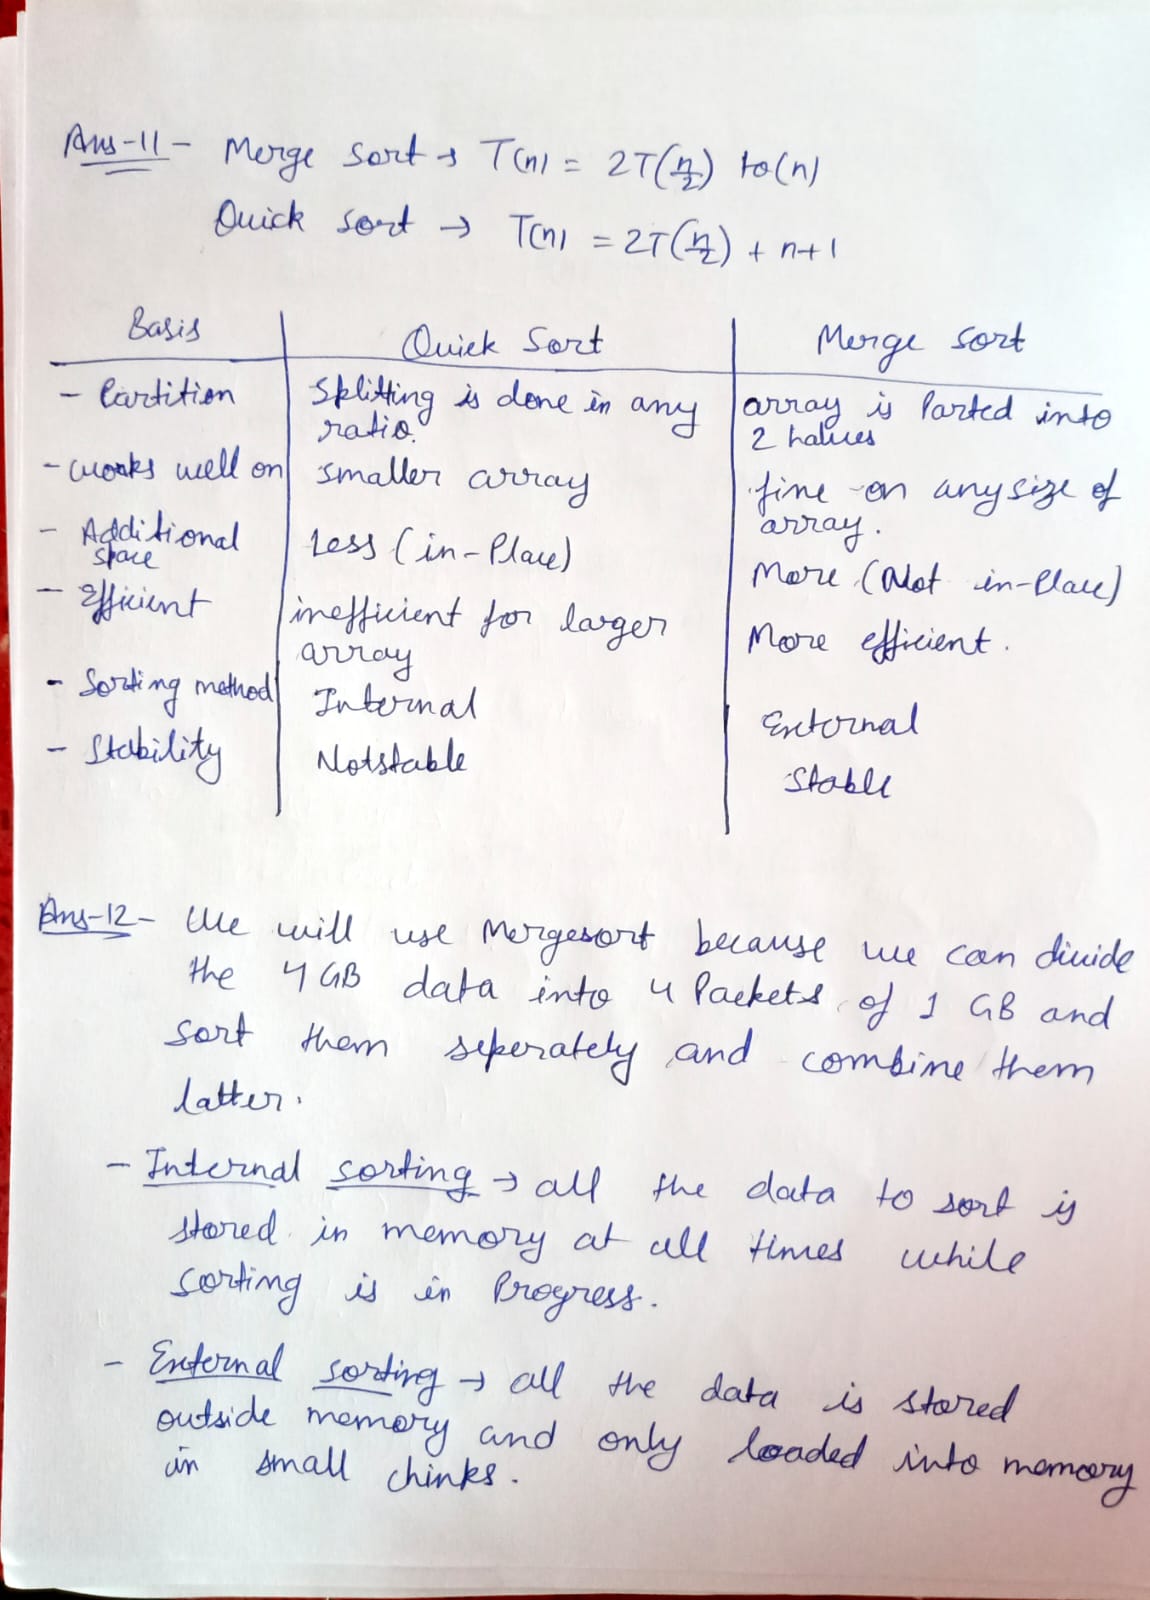 Ans-11 - Merge sort → T(n) = 2T(n/2) to(n)
Quick sort → T(n) = 2T(n/2) + n+1
Basis Quick Sort Merge sort
- Partition Splitting is done in any ratio. array is Parted into 2 halves
- works well on smaller array fine on any size of array.
- Additional space Less (in-Place) More (Not in-Place)
- Efficient inefficient for larger array More efficient.
- Sorting method Internal External
- Stability Notstable Stable
Ans-12 - We will use Mergesort because we can divide
the 4 GB data into 4 Packets of 1 GB and
sort them seperately and combine them
latter.
- Internal sorting → all the data to sort is
stored in memory at all times while
sorting is in Progress.
- External sorting → all the data is stored
outside memory and only loaded into memory
in small chinks.